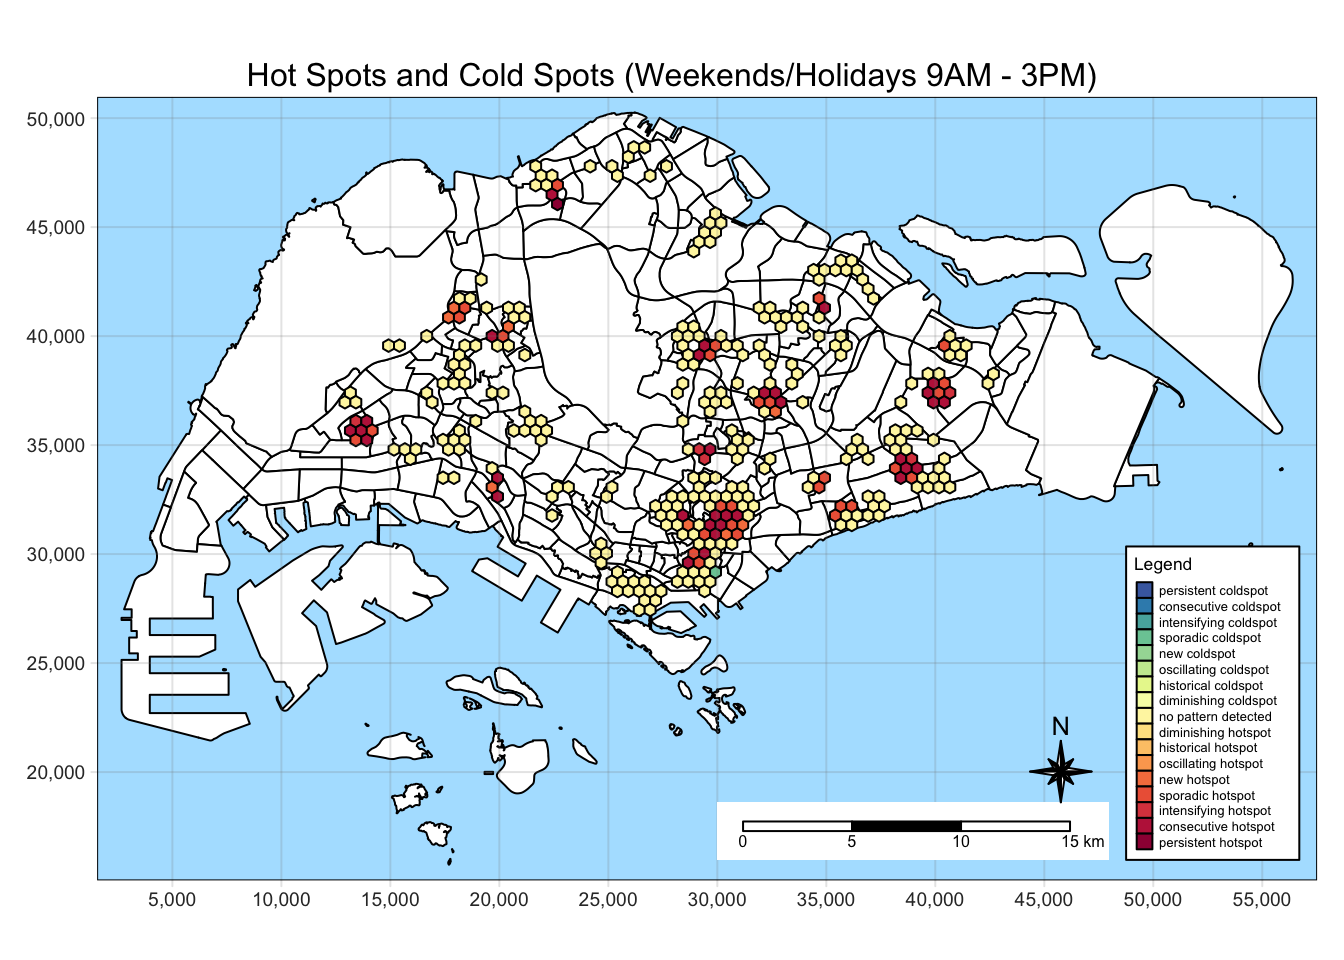 Hot Spots and Cold Spots (Weekends/Holidays 9AM - 3PM)
50,000
45,000
40,000
35,000
30,000
25,000
20,000
Legend
persistent coldspot
consecutive coldspot
intensifying coldspot
sporadic coldspot
new coldspot
oscillating coldspot
historical coldspot
diminishing coldspot
no pattern detected
diminishing hotspot
historical hotspot
oscillating hotspot
new hotspot
sporadic hotspot
intensifying hotspot
consecutive hotspot
persistent hotspot
N
0 5 10 15 km
5,000 10,000 15,000 20,000 25,000 30,000 35,000 40,000 45,000 50,000 55,000